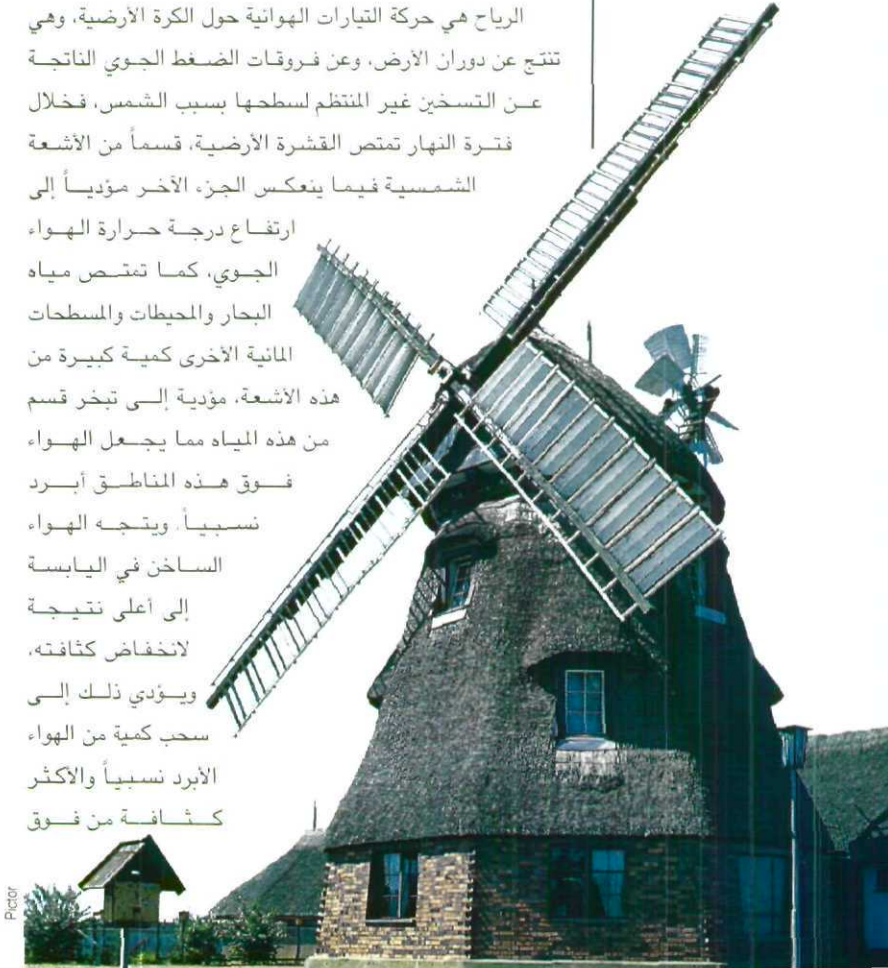 الرياح هي حركة التيارات الهوائية حول الكرة الأرضية، وهي
تنتج عن دوران الأرض، وعن فروقات الضغط الجوي الناتجة
عن التسخين غير المنتظم لسطحها بسبب الشمس، فخلال
فترة النهار تمتص القشرة الأرضية، قسماً من الأشعة
الشمسية فيما ينعكس الجزء الآخر مؤدياً إلى
ارتفاع درجة حرارة الهواء
الجوي، كما تمتص مياه
البحار والمحيطات والمسطحات
المائية الأخرى كمية كبيرة من
هذه الأشعة، مؤدية إلى تبخر قسم
من هذه المياه مما يجعل الهواء
فوق هذه المناطق أبرد
نسبياً. ويتجه الهواء
الساخن في اليابسة
إلى أعلى نتيجة
لانخفاض كثافته،
ويؤدي ذلك إلى
سحب كمية من الهواء
الأبرد نسبياً والأكثر
كثافة من فوق
Pictor